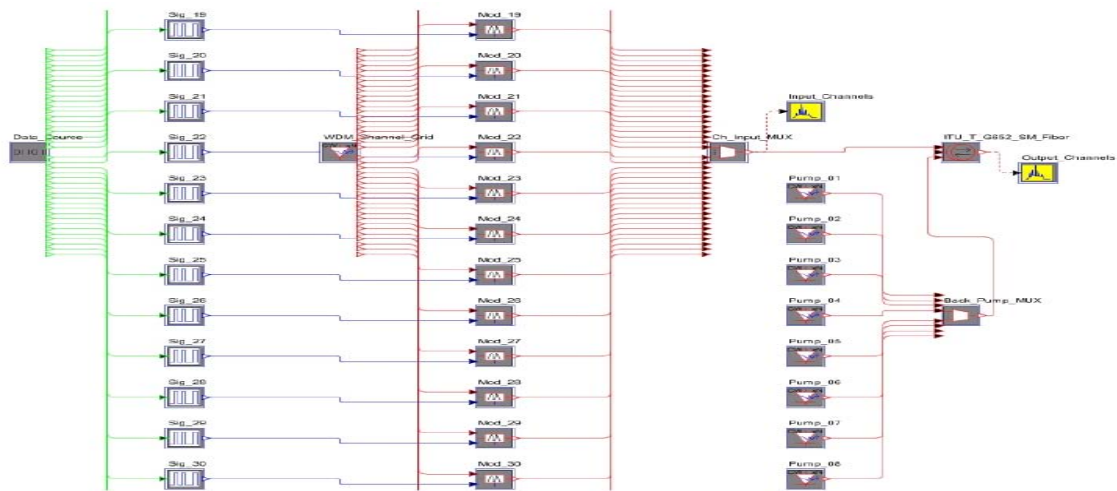 Sig_19
Mod_19
Sig_20
Mod_20
Sig_21
Mod_21
Input_Channels
Data_Source
Sig_22
WDM_Channel_Grid
Mod_22
Ch_Input_MUX
ITU_T_G652_SM_Fiber
Output_Channels
Sig_23
Mod_23
Pump_01
Sig_24
Mod_24
Pump_02
Sig_25
Mod_25
Pump_03
Sig_26
Mod_26
Pump_04
Back_Pump_MUX
Sig_27
Mod_27
Pump_05
Sig_28
Mod_28
Pump_06
Sig_29
Mod_29
Pump_07
Sig_30
Mod_30
Pump_08